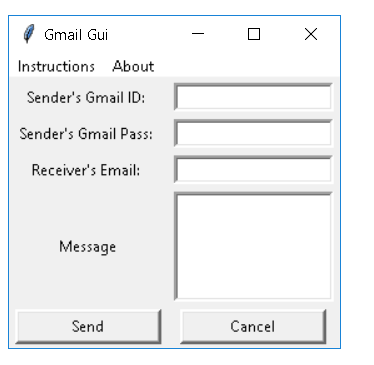 Gmail Gui
Instructions About
Sender's Gmail ID:
Sender's Gmail Pass:
Receiver's Email:
Message
Send Cancel